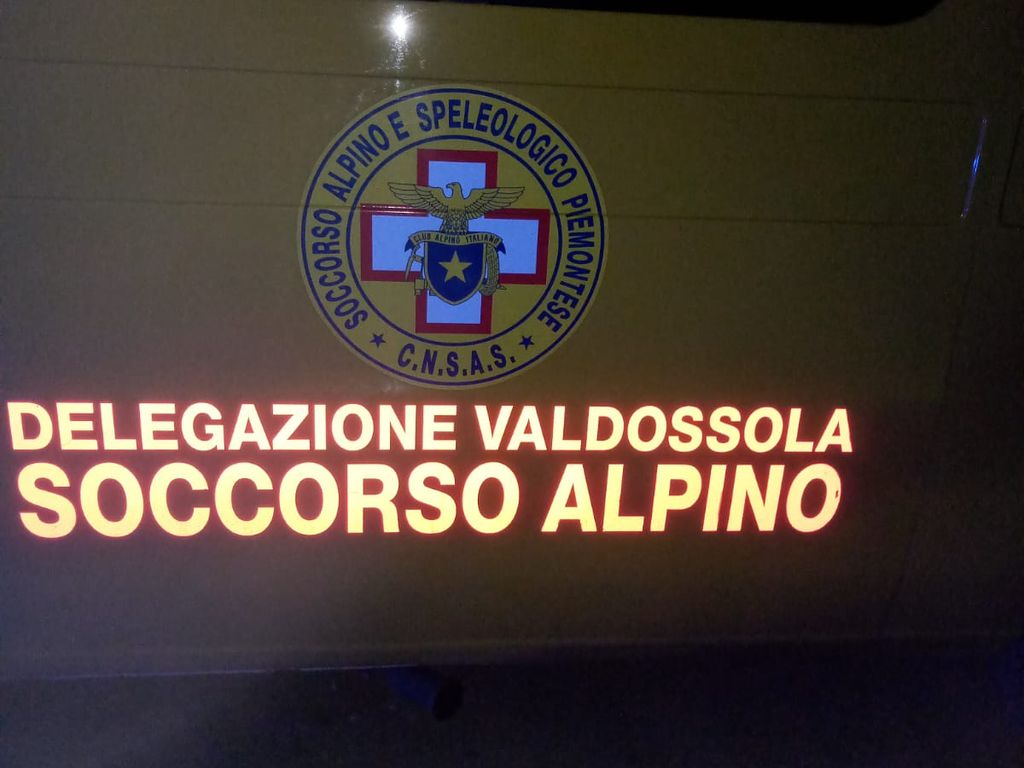 SOCCORSO ALPINO E SPELEOLOGICO PIEMONTESE
CLUB ALPINO ITALIANO
★ C.N.S.A.S. ★
DELEGAZIONE VALDOSSOLA
SOCCORSO ALPINO